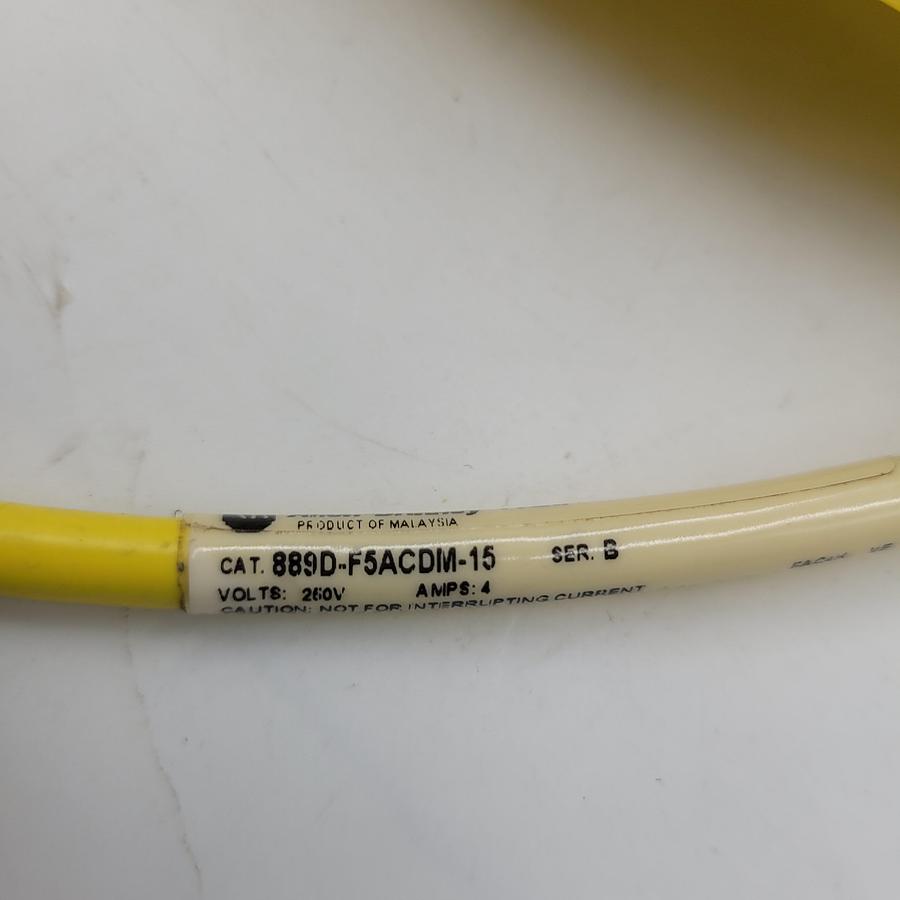 PRODUCT OF MALAYSIA
CAT. 889D-F5ACDM-15 SER. B
VOLTS: 250V AMPS: 4
CAUTION: NOT FOR INTERRUPTING CURRENT